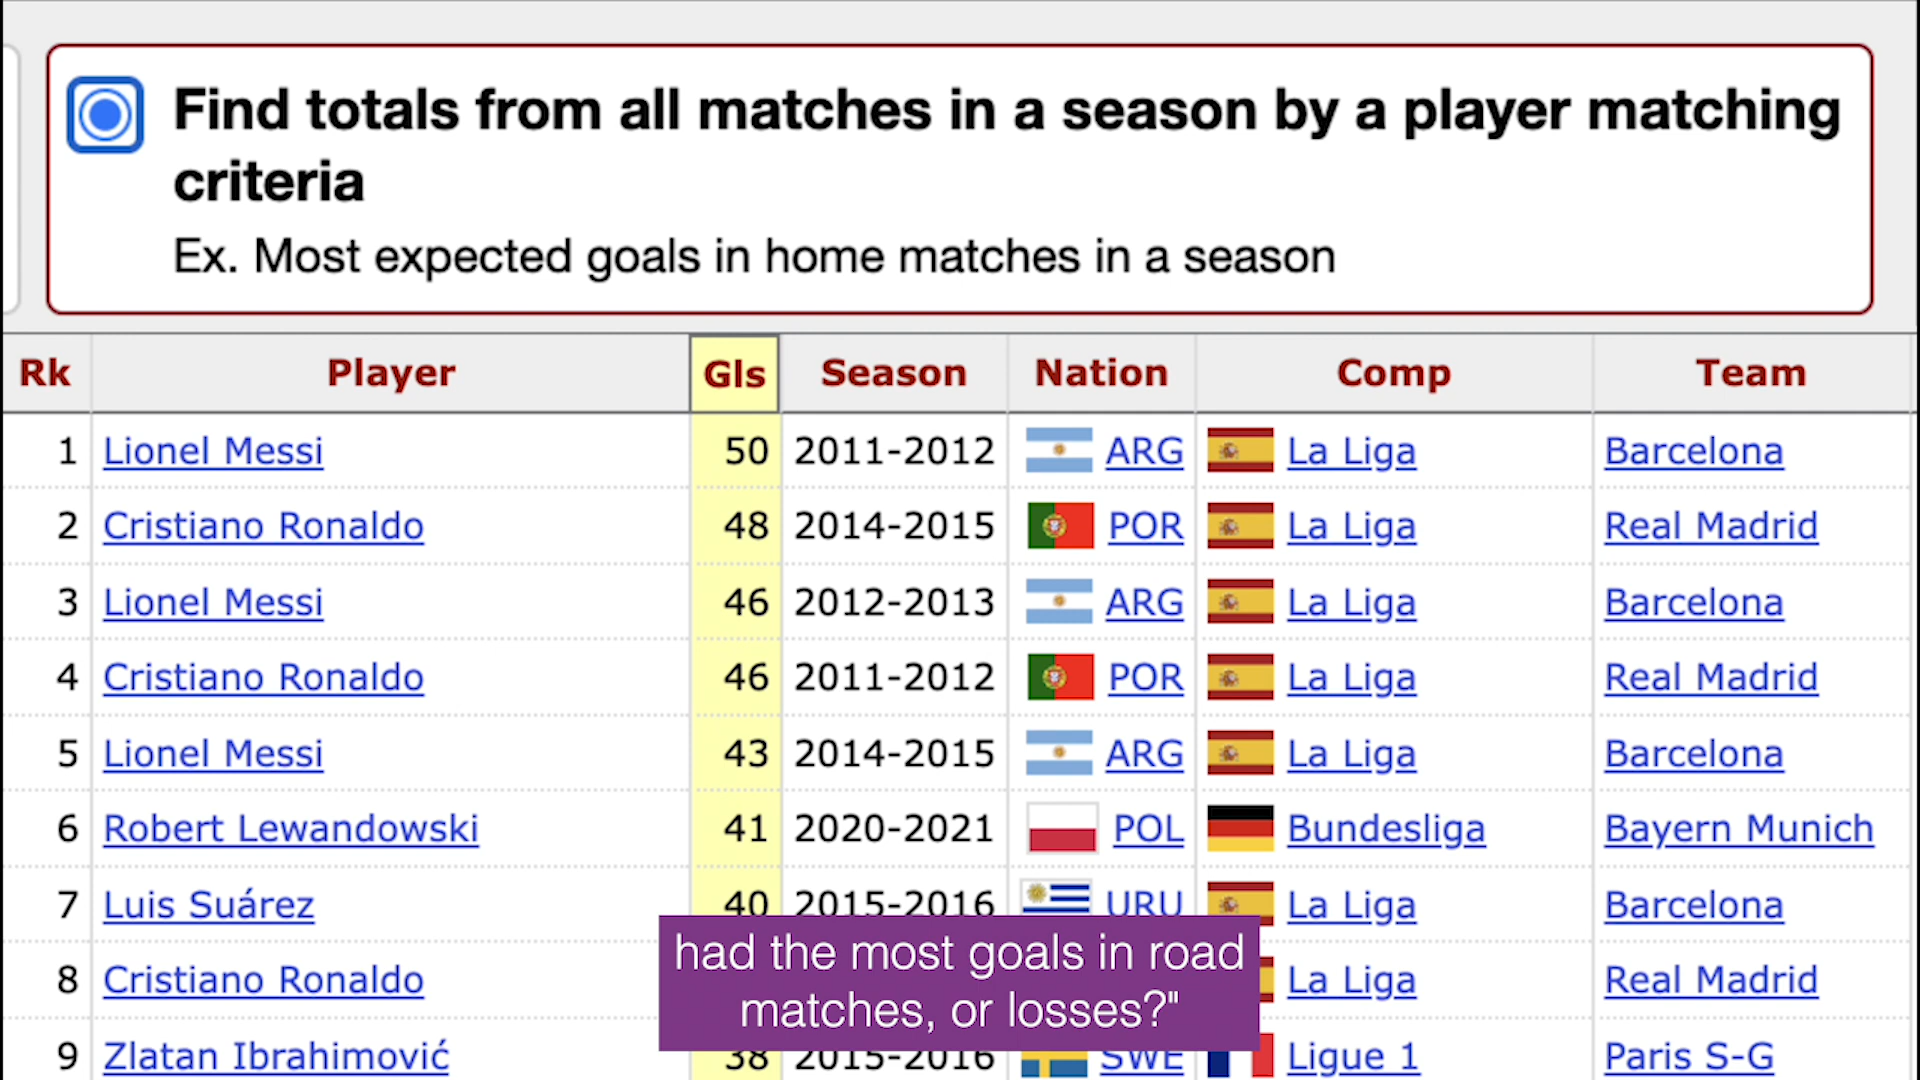 Find totals from all matches in a season by a player matching
criteria
Ex. Most expected goals in home matches in a season
Rk Player Gls Season Nation Comp Team
1 Lionel Messi 50 2011-2012 ARG La Liga Barcelona
2 Cristiano Ronaldo 48 2014-2015 POR La Liga Real Madrid
3 Lionel Messi 46 2012-2013 ARG La Liga Barcelona
4 Cristiano Ronaldo 46 2011-2012 POR La Liga Real Madrid
5 Lionel Messi 43 2014-2015 ARG La Liga Barcelona
6 Robert Lewandowski 41 2020-2021 POL Bundesliga Bayern Munich
7 Luis Suárez 40 2015-2016 URU La Liga Barcelona
8 Cristiano Ronaldo La Liga Real Madrid
9 Zlatan Ibrahimović 38 2015-2016 SWE Ligue 1 Paris S-G
had the most goals in road
matches, or losses?"